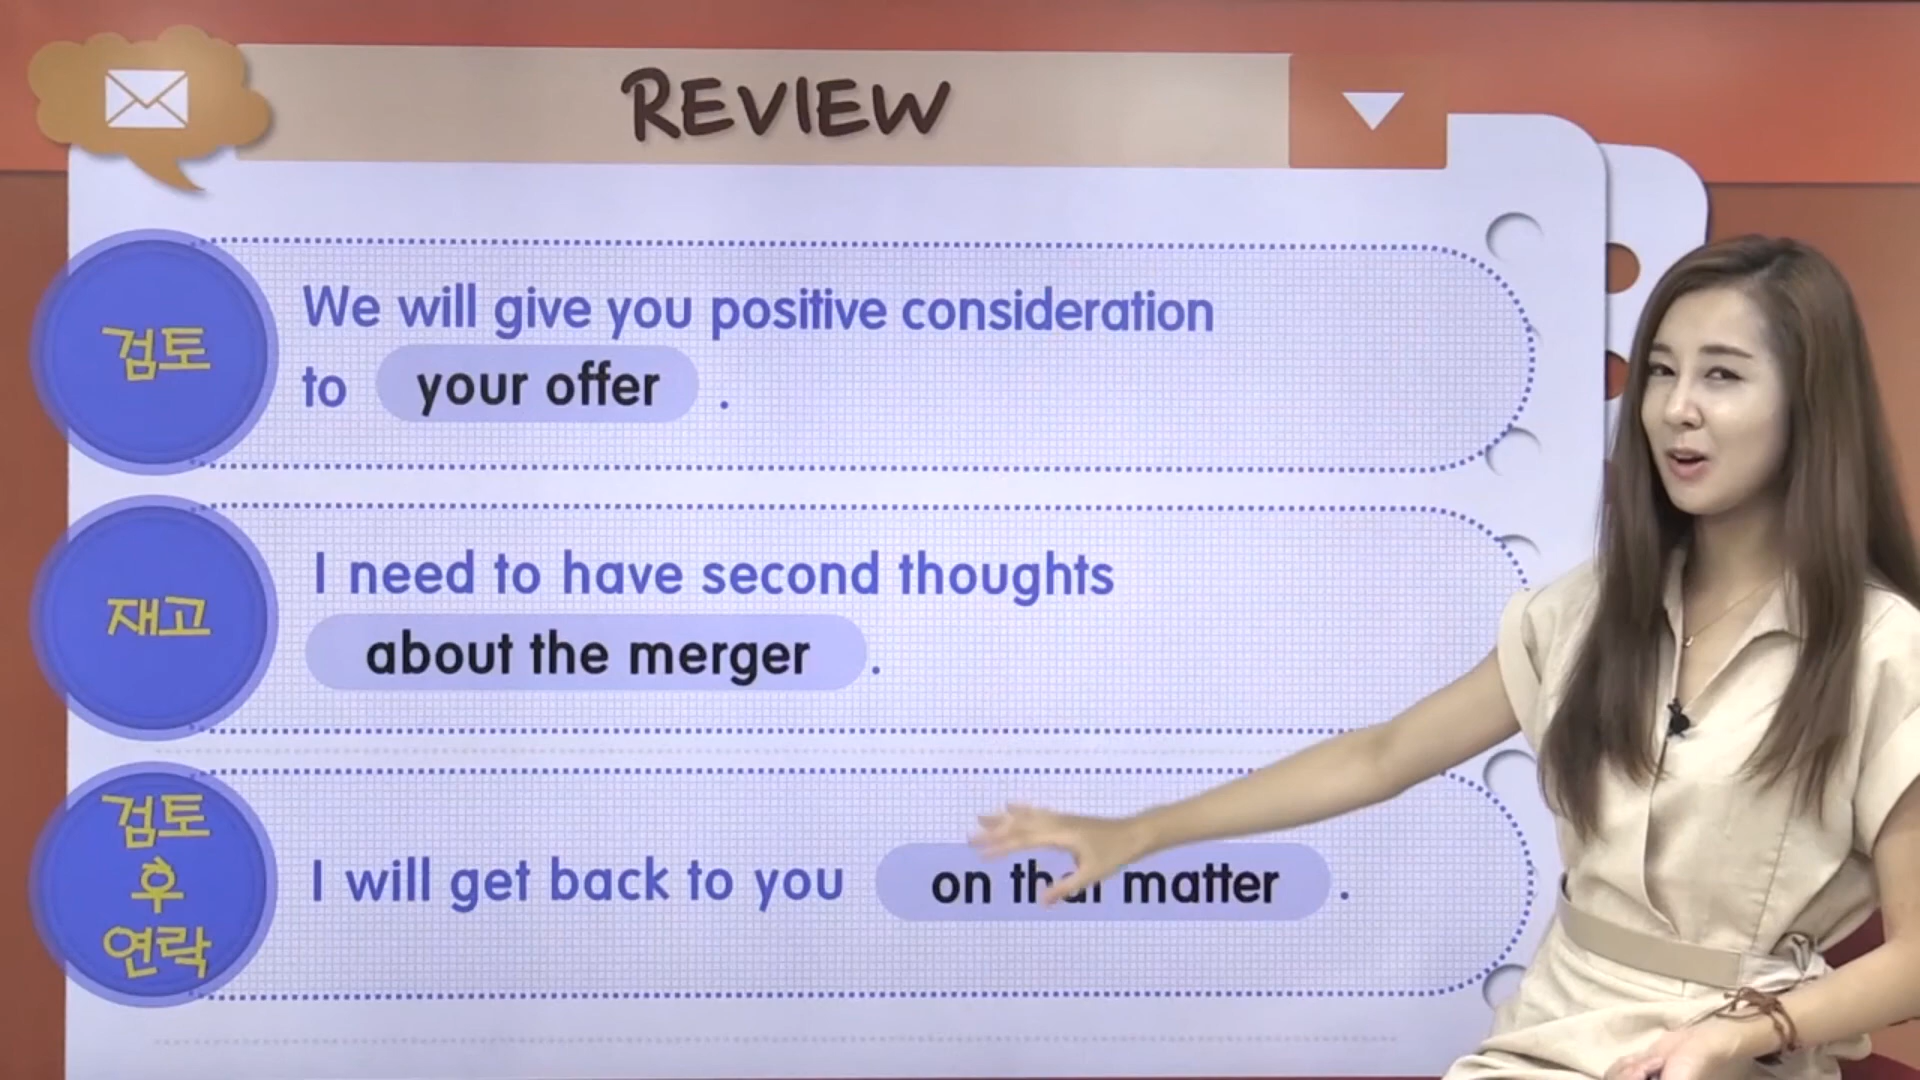 REVIEW
검토
We will give you positive consideration
to your offer .
재고
I need to have second thoughts
about the merger .
검토
후
연락
I will get back to you on that matter .